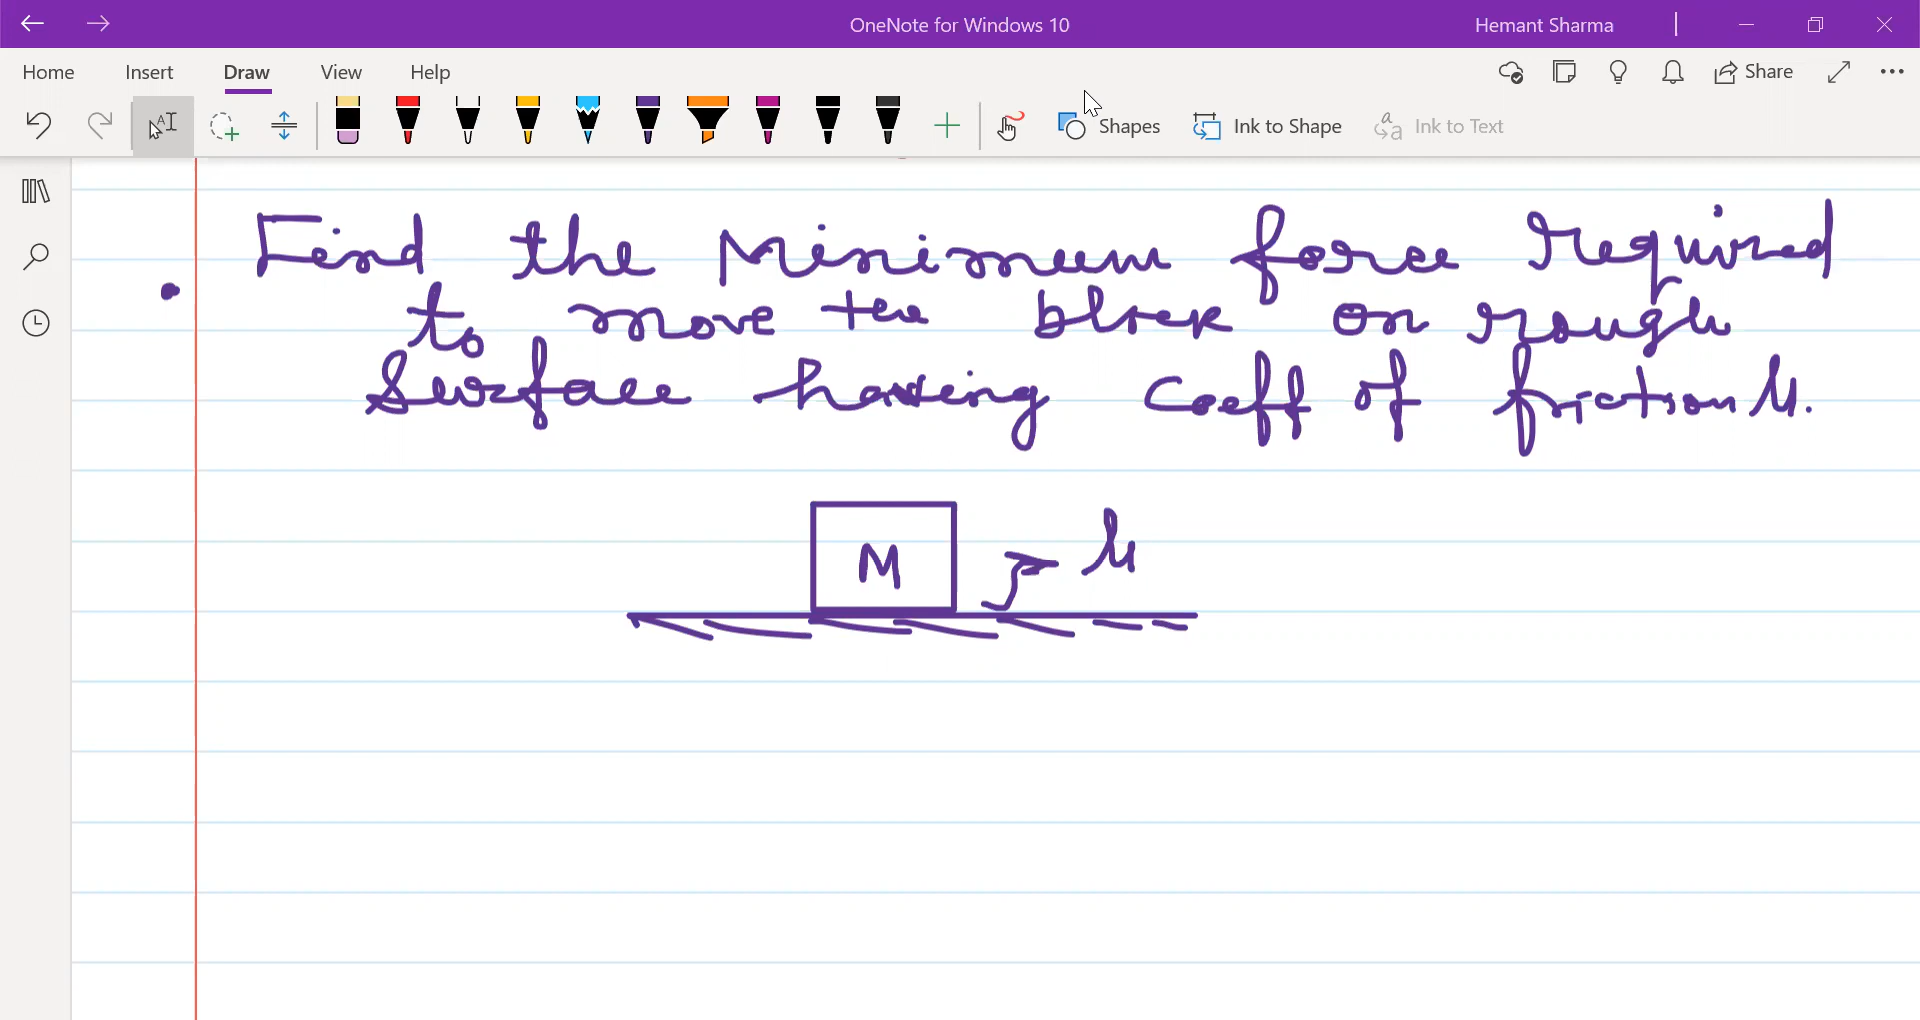 OneNote for Windows 10
Hemant Sharma
Home Insert Draw View Help
Share
Shapes Ink to Shape Ink to Text
Find the Minimum force required
to move the block on rough
Surface having Coeff of friction μ.
M
μ